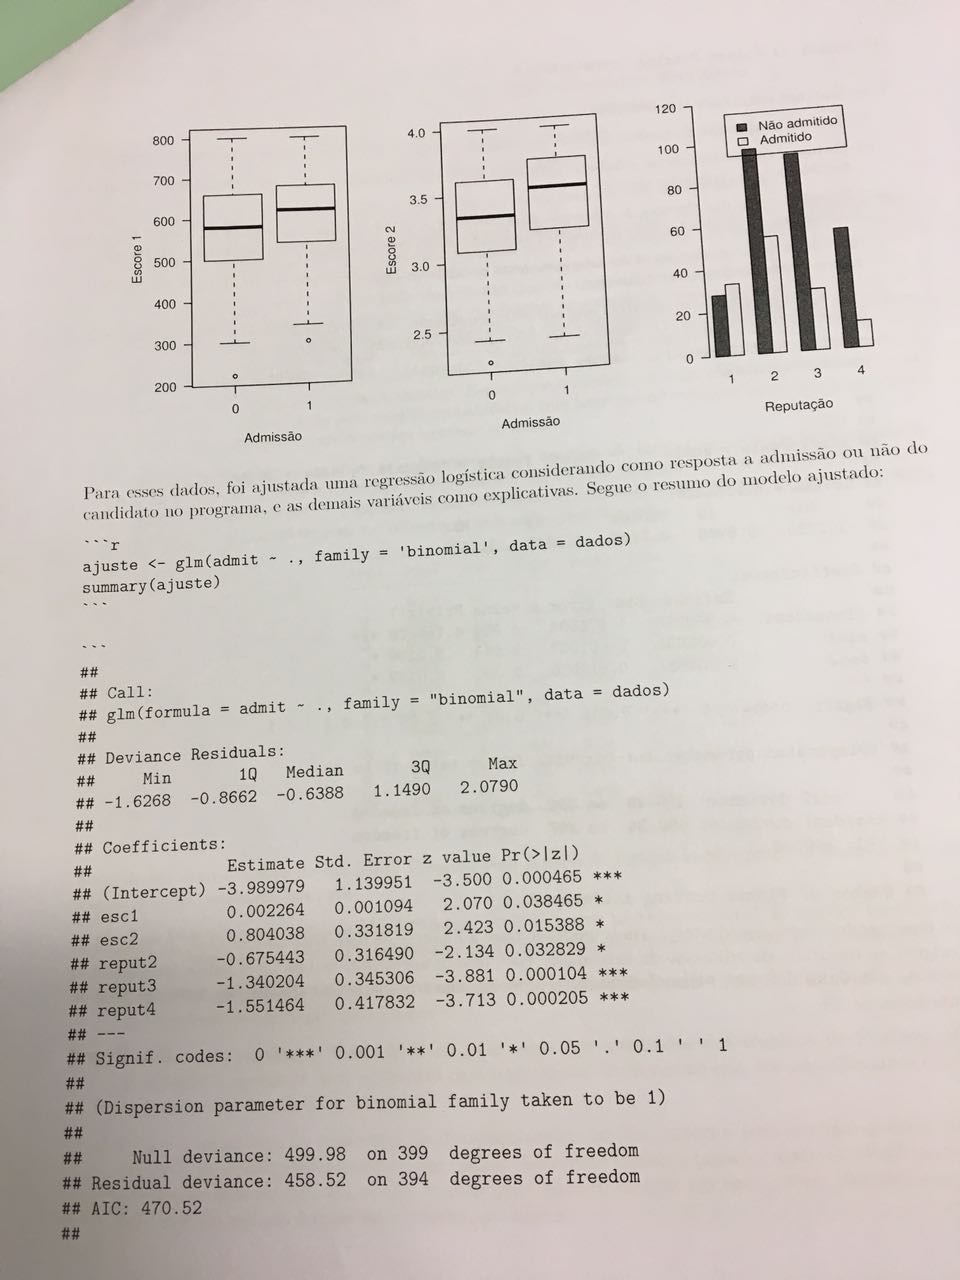 800
700
600
500
400
300
200
Escore 1
0 1
Admissão
4.0
3.5
3.0
2.5
Escore 2
0 1
Admissão
120
100
80
60
40
20
0
Não admitido
Admitido
1 2 3 4
Reputação
Para esses dados, foi ajustada uma regressão logística considerando como resposta a admissão ou não do
candidato no programa, e as demais variáveis como explicativas. Segue o resumo do modelo ajustado:
```r
ajuste <- glm(admit ~ ., family = 'binomial', data = dados)
summary(ajuste)
```
```
##
## Call:
## glm(formula = admit ~ ., family = "binomial", data = dados)
##
## Deviance Residuals:
## Min 1Q Median 3Q Max
## -1.6268 -0.8662 -0.6388 1.1490 2.0790
##
## Coefficients:
## Estimate Std. Error z value Pr(>|z|)
## (Intercept) -3.989979 1.139951 -3.500 0.000465 ***
## esc1 0.002264 0.001094 2.070 0.038465 *
## esc2 0.804038 0.331819 2.423 0.015388 *
## reput2 -0.675443 0.316490 -2.134 0.032829 *
## reput3 -1.340204 0.345306 -3.881 0.000104 ***
## reput4 -1.551464 0.417832 -3.713 0.000205 ***
## ---
## Signif. codes: 0 '***' 0.001 '**' 0.01 '*' 0.05 '.' 0.1 ' ' 1
##
## (Dispersion parameter for binomial family taken to be 1)
##
## Null deviance: 499.98 on 399 degrees of freedom
## Residual deviance: 458.52 on 394 degrees of freedom
## AIC: 470.52
##